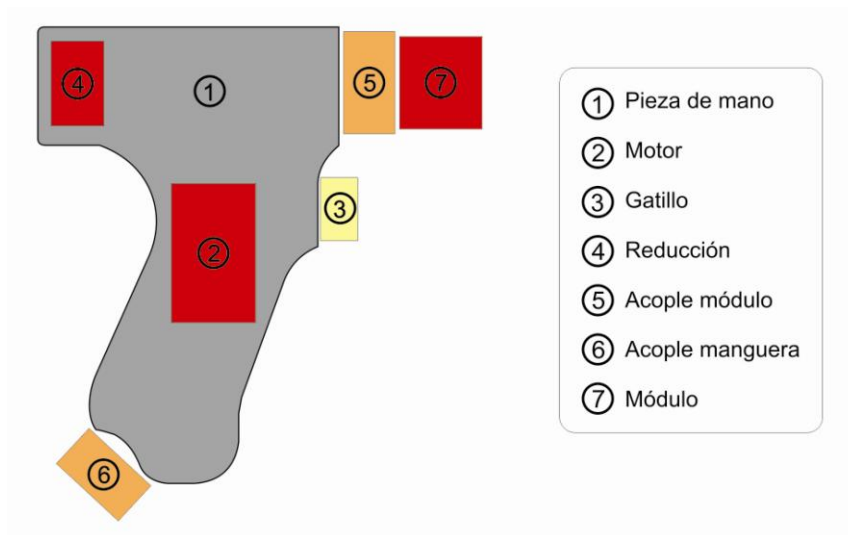 4
1
5
7
3
2
6
1 Pieza de mano
2 Motor
3 Gatillo
4 Reducción
5 Acople módulo
6 Acople manguera
7 Módulo